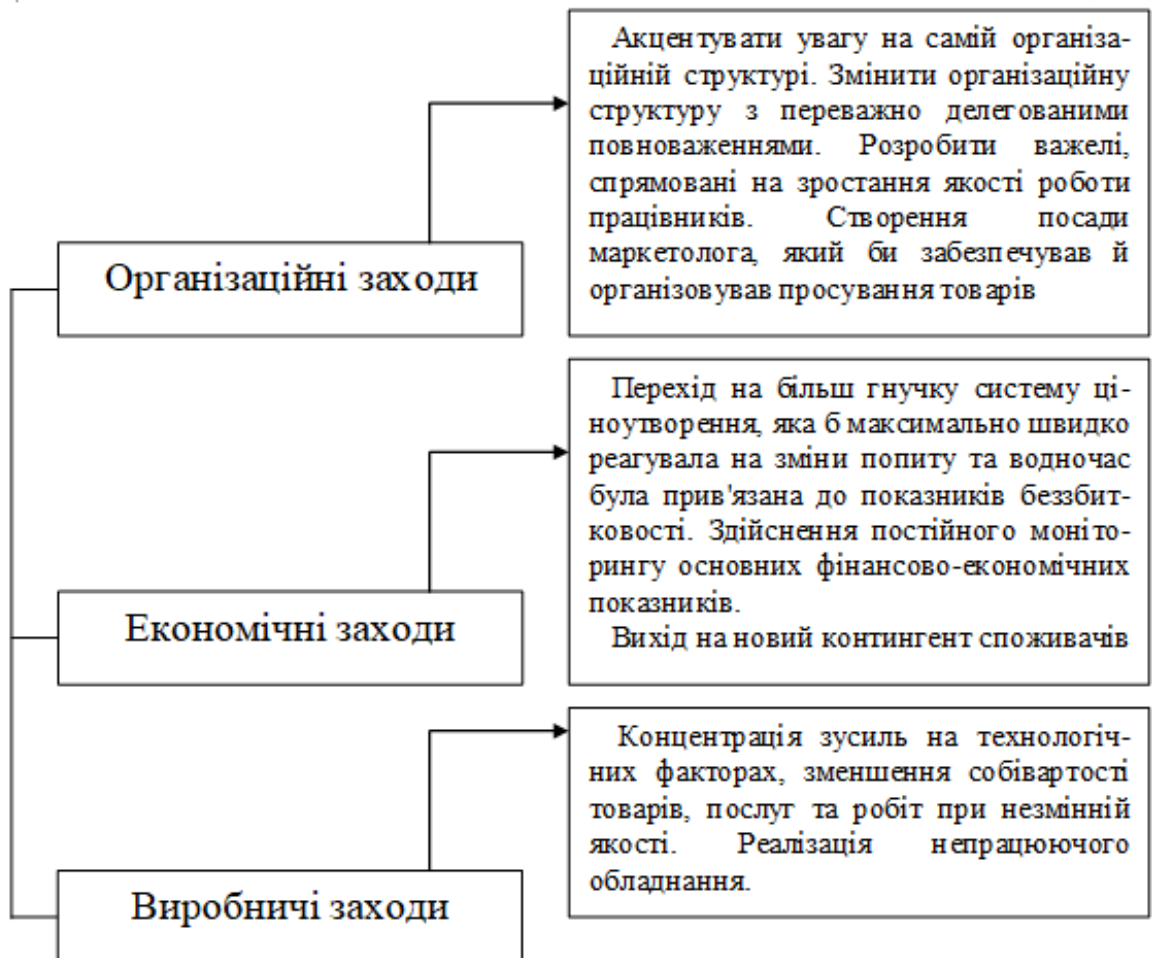 Акцентувати увагу на самій організа-
ційній структурі. Змінити організаційну
структуру з переважно делегованими
повноваженнями. Розробити важелі,
спрямовані на зростання якості роботи
працівників. Створення посади
маркетолога, який би забезпечував й
організовував просування товарів
Організаційні заходи
Перехід на більш гнучку систему ці-
ноутворення, яка б максимально швидко
реагувала на зміни попиту та водночас
була прив'язана до показників беззбит-
ковості. Здійснення постійного моніто-
рингу основних фінансово-економічних
показників.
Вихід на новий контингент споживачів
Економічні заходи
Концентрація зусиль на технологіч-
них факторах, зменшення собівартості
товарів, послуг та робіт при незмінній
якості. Реалізація непрацюючого
обладнання.
Виробничі заходи